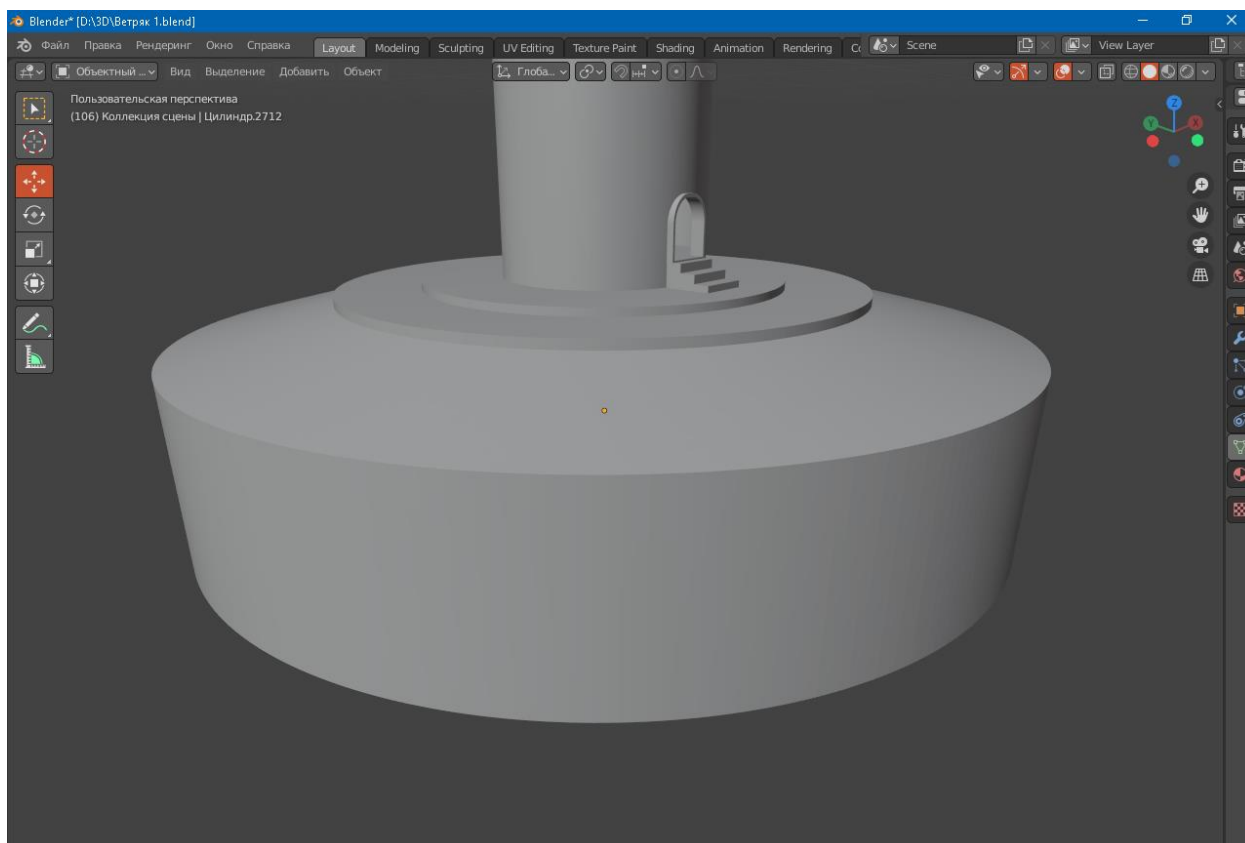 Blender* [D:\3D\Ветряк 1.blend]
Файл Правка Рендеринг Окно Справка Layout Modeling Sculpting UV Editing Texture Paint Shading Animation Rendering Scene View Layer
Объектный ... Вид Выделение Добавить Объект Глоба...
Пользовательская перспектива
(106) Коллекция сцены | Цилиндр.2712
Z
Y X